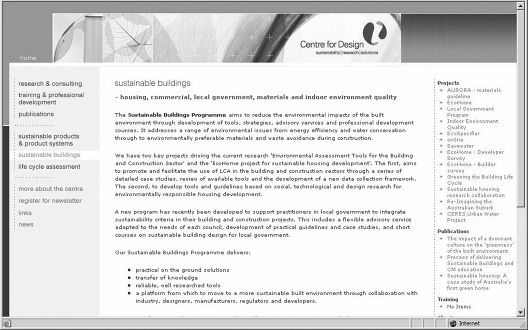 Centre for Design
sustainability|research|solutions
home
research & consulting
training & professional
development
publications
sustainable products
& product systems
sustainable buildings
life cycle assessment
more about the centre
register for newsletter
links
news
sustainable buildings
– housing, commercial, local government, materials and indoor environment quality
The Sustainable Buildings Programme aims to reduce the environmental impacts of the built
environment through development of tools, strategies, advisory services and professional development
courses. It addresses a range of environmental issues from energy efficiency and water conservation
through to environmentally preferable materials and waste avoidance during construction.
We have two key projects driving the current research 'Environmental Assessment Tools for the Building
and Construction Sector' and the 'EcoHome project for sustainable housing development'. The first, aims
to promote and facilitate the use of LCA in the building and construction sectors through a series of
detailed case studies, review of available tools and the development of a new data collection framework.
The second, to develop tools and guidelines based on social, technological and design research for
environmentally responsible housing development.
A new program has recently been developed to support practitioners in local government to integrate
sustainability criteria in their building and construction projects. This includes a flexible advisory service
adapted to the needs of each council, development of practical guidelines and case studies, and short
courses on sustainable building design for local government.
Our Sustainable Buildings Programme delivers:
practical on the ground solutions
transfer of knowledge
reliable, well researched tools
a platform from which to move to a more sustainable built environment through collaboration with
industry, designers, manufacturers, regulators and developers.
Projects
AURORA - materials
guideline
EcoHome
Local Government
Program
Indoor Environment
Quality
EcoSpecifier
onSite
Savewater
EcoHome - Developer
Survey
EcoHome - Builder
survey
Greening the Building Life
Cycle
Sustainable housing
research collaboration
Re-Imagining the
Australian Suburb
CERES Urban Water
Project
Publications
The impact of a dominant
culture on the 'greenness'
of the built environment
Process of delivering
Sustainable Buildings and
CM education
Sustainable housing: A
case study of Australia's
first green home
Training
No Items
Internet